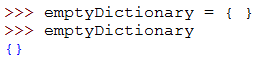 >>> emptyDictionary = { }
>>> emptyDictionary
{}